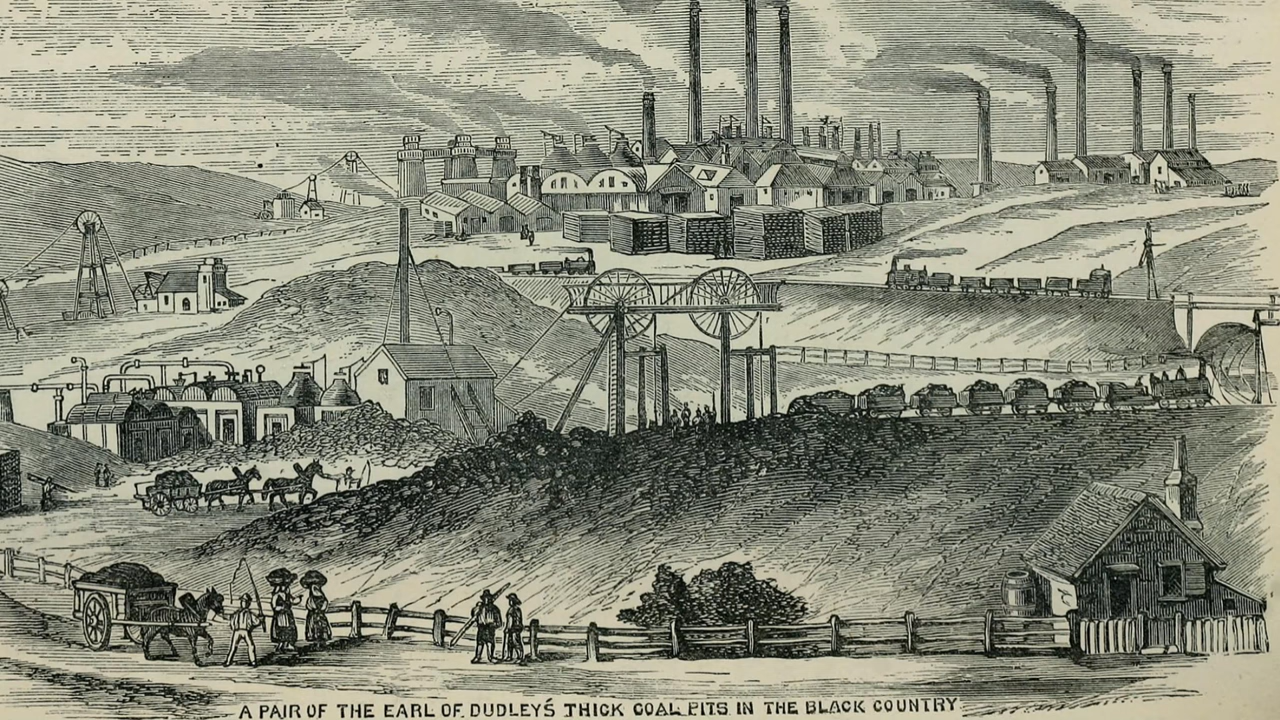 A PAIR OF THE EARL OF DUDLEY'S THICK COAL PITS IN THE BLACK COUNTRY.